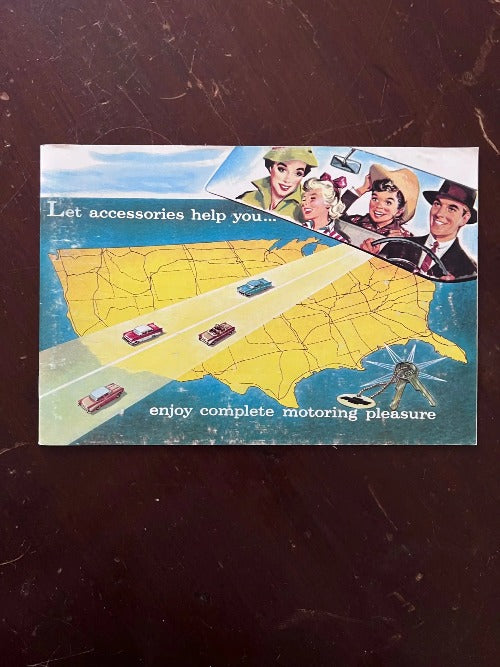 Let accessories help you...
enjoy complete motoring pleasure